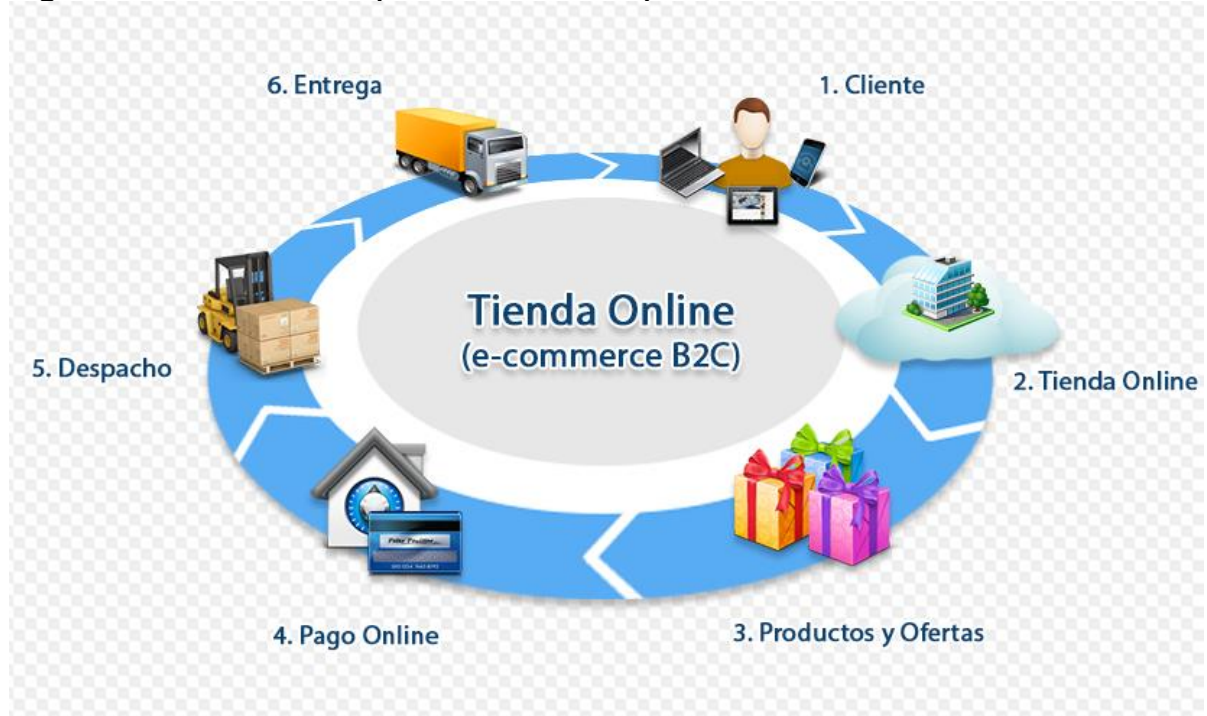 6. Entrega
1. Cliente
Tienda Online
(e-commerce B2C)
5. Despacho
2. Tienda Online
4. Pago Online
3. Productos y Ofertas